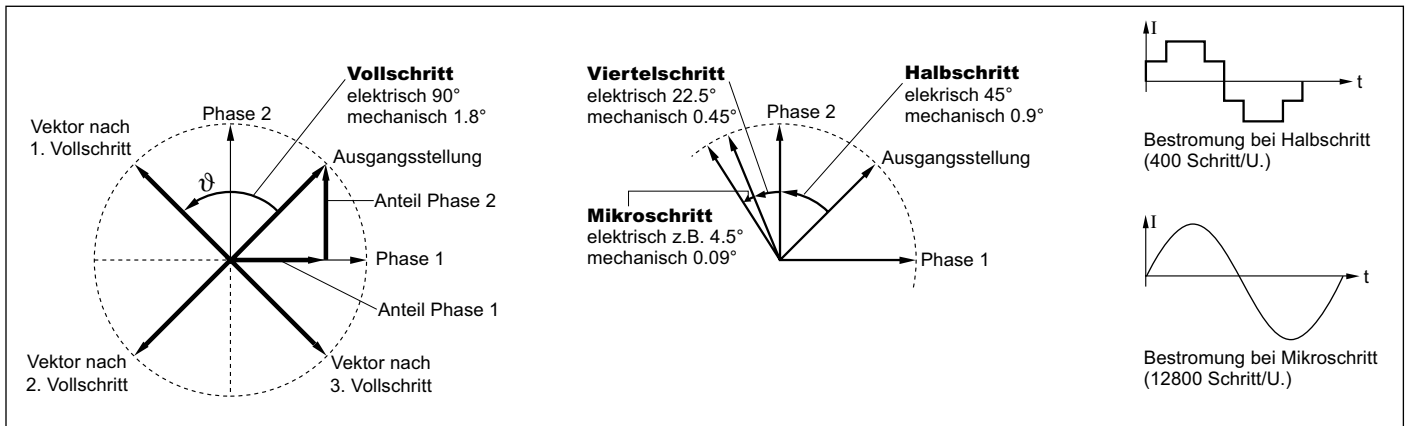 Vollschritt
elektrisch 90°
mechanisch 1.8°
Phase 2
Vektor nach
1. Vollschritt
Ausgangsstellung
ϑ
Anteil Phase 2
Phase 1
Anteil Phase 1
Vektor nach
2. Vollschritt
Vektor nach
3. Vollschritt
Viertelschritt
elektrisch 22.5°
mechanisch 0.45°
Halbschritt
elekrisch 45°
mechanisch 0.9°
Phase 2
Ausgangsstellung
Mikroschritt
elektrisch z.B. 4.5°
mechanisch 0.09°
Phase 1
I
t
Bestromung bei Halbschritt
(400 Schritt/U.)
I
t
Bestromung bei Mikroschritt
(12800 Schritt/U.)